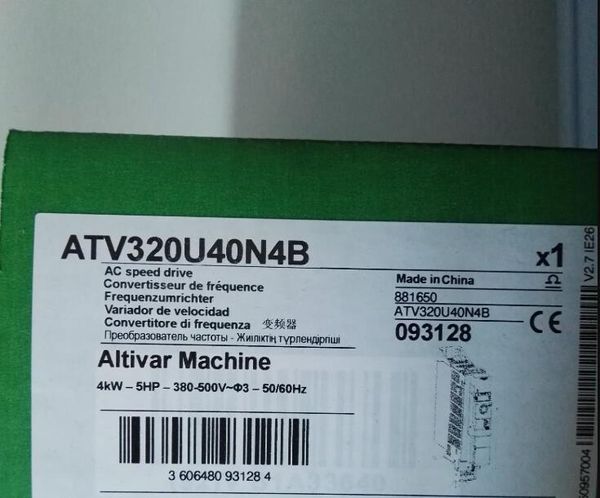 ATV320U40N4B
x1
AC speed drive
Convertisseur de fréquence
Frequenzumrichter
Variador de velocidad
Convertitore di frequenza 变频器
Преобразователь частоты - Жиіліктің түрлендіргіші
Made in China
881650
ATV320U40N4B
093128
CE
Altivar Machine
4kW – 5HP – 380-500V~Φ3 – 50/60Hz
3 606480 93128 4
V2.7 IE26
60957004